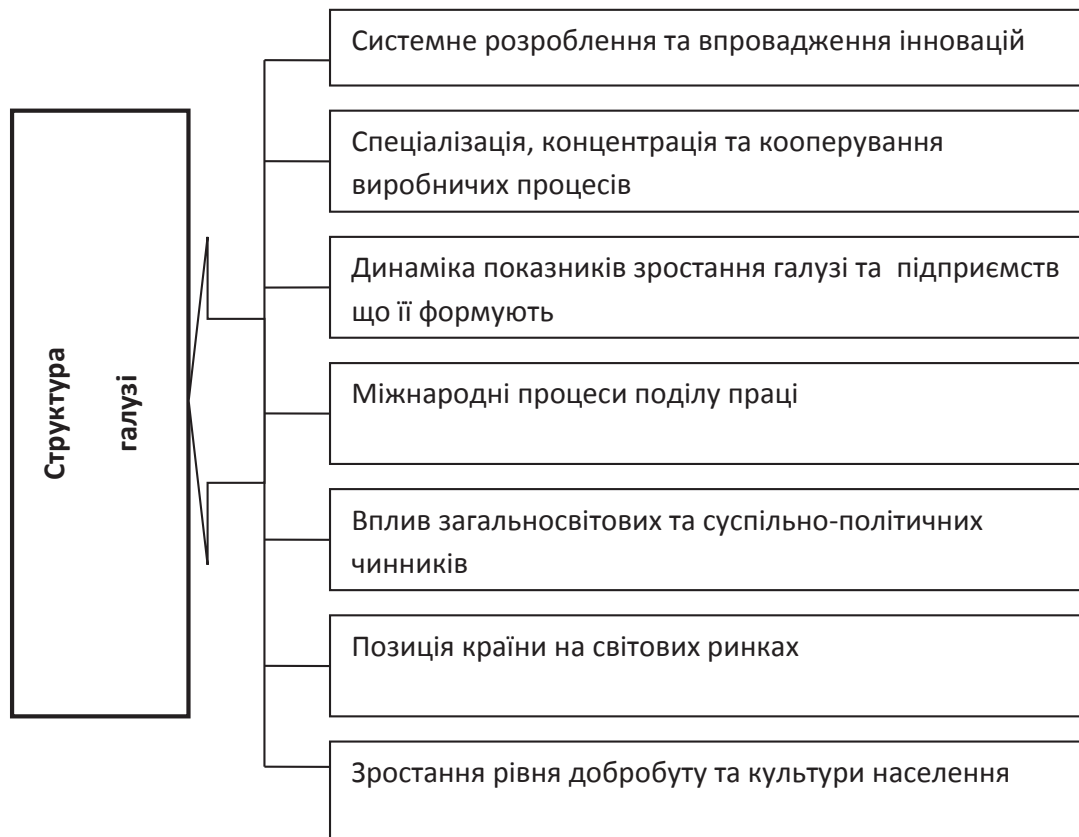 Системне розроблення та впровадження інновацій
Спеціалізація, концентрація та кооперування
виробничих процесів
Динаміка показників зростання галузі та  підприємств
що її формують
Структура
галузі
Міжнародні процеси поділу праці
Вплив загальносвітових та суспільно-політичних
чинників
Позиція країни на світових ринках
Зростання рівня добробуту та культури населення